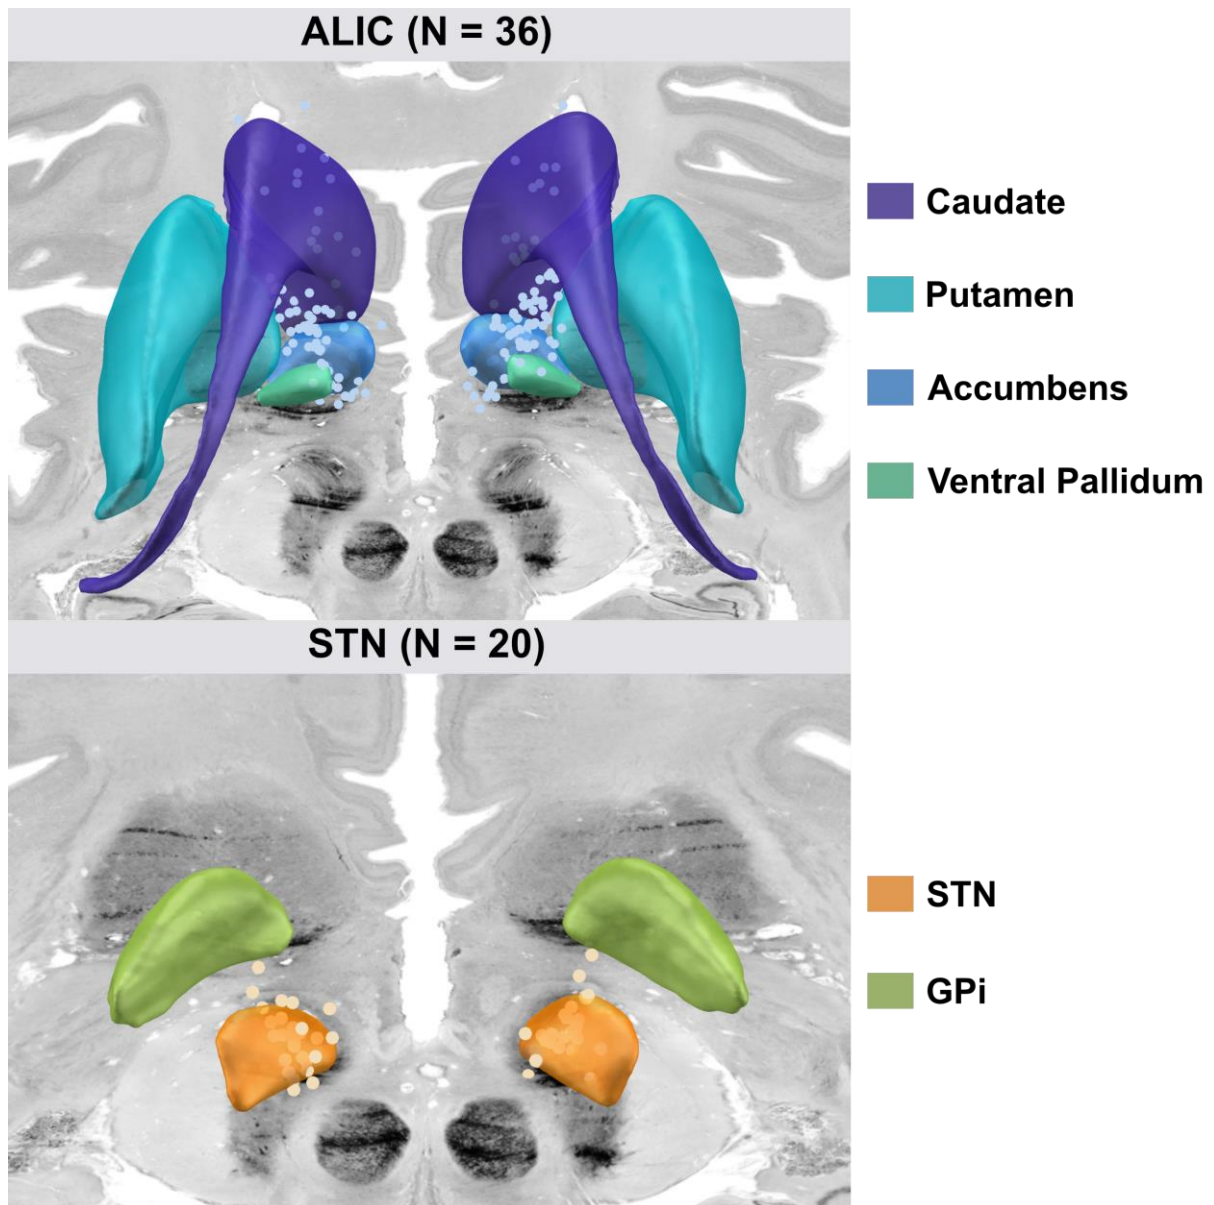 ALIC (N = 36)
Caudate
Putamen
Accumbens
Ventral Pallidum
STN (N = 20)
STN
GPi